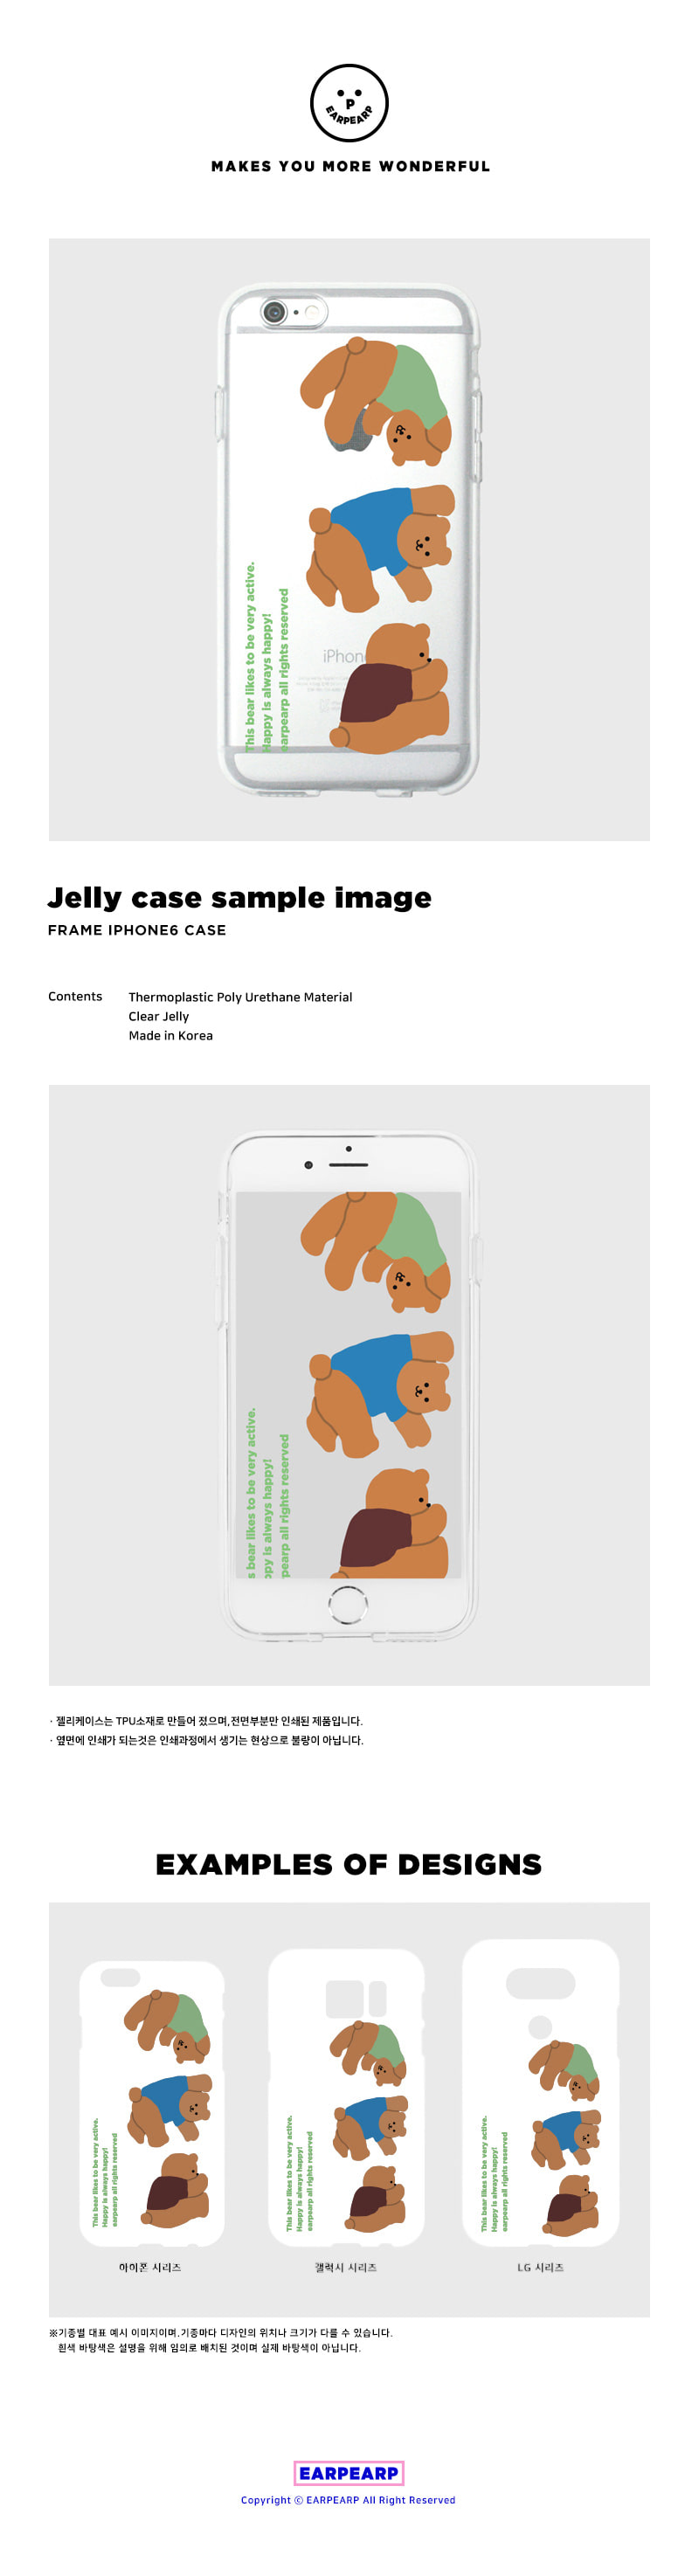 P
EARPEARP
MAKES YOU MORE WONDERFUL
This bear likes to be very active.
Happy is always happy!
earpearp all rights reserved
iPhon
Jelly case sample image
FRAME IPHONE6 CASE
Contents
Thermoplastic Poly Urethane Material
Clear Jelly
Made in Korea
s bear likes to be very active.
ppy is always happy!
pearp all rights reserved
· 젤리케이스는 TPU소재로 만들어 졌으며,전면부분만 인쇄된 제품입니다.
· 옆먼에 인쇄가 되는것은 인쇄과정에서 생기는 현상으로 불량이 아닙니다.
EXAMPLES OF DESIGNS
This bear likes to be very active.
Happy is always happy!
earpearp all rights reserved
This bear likes to be very active.
Happy is always happy!
earpearp all rights reserved
This bear likes to be very active.
Happy is always happy!
earpearp all rights reserved
아이폰 시리즈
갤럭시 시리즈
LG 시리즈
※기종별 대표 예시 이미지이며,기종마다 디자인의 위치나 크기가 다를 수 있습니다.
흰색 바탕색은 설명을 위해 임의로 배치된 것이며 실제 바탕색이 아닙니다.
EARPEARP
Copyright ⓒ EARPEARP All Right Reserved